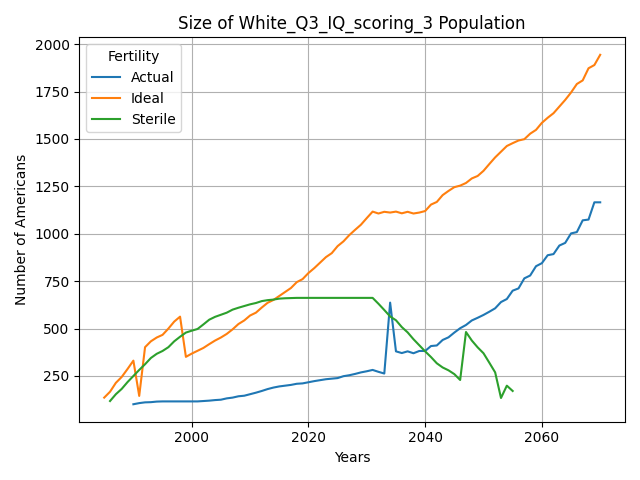 Size of White_Q3_IQ_scoring_3 Population
Fertility
Actual
Ideal
Sterile
Number of Americans
2000
1750
1500
1250
1000
750
500
250
2000
2020
2040
2060
Years